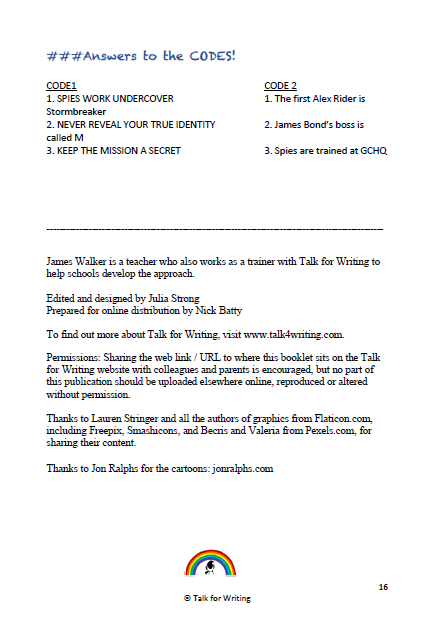 ###Answers to the CODES!
CODE1 CODE 2
1. SPIES WORK UNDERCOVER 1. The first Alex Rider is
Stormbreaker
2. NEVER REVEAL YOUR TRUE IDENTITY 2. James Bond's boss is
called M
3. KEEP THE MISSION A SECRET 3. Spies are trained at GCHQ
James Walker is a teacher who also works as a trainer with Talk for Writing to
help schools develop the approach.
Edited and designed by Julia Strong
Prepared for online distribution by Nick Batty
To find out more about Talk for Writing, visit www.talk4writing.com.
Permissions: Sharing the web link / URL to where this booklet sits on the Talk
for Writing website with colleagues and parents is encouraged, but no part of
this publication should be uploaded elsewhere online, reproduced or altered
without permission.
Thanks to Lauren Stringer and all the authors of graphics from Flaticon.com,
including Freepix, Smashicons, and Becris and Valeria from Pexels.com, for
sharing their content.
Thanks to Jon Ralphs for the cartoons: jonralphs.com
16
© Talk for Writing